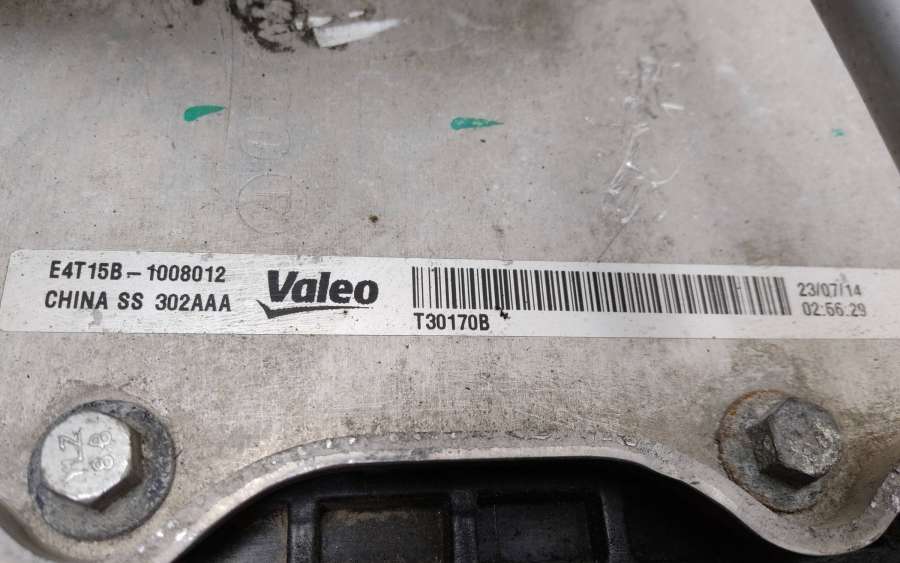 E4T15B-1008012
CHINA SS 302AAA
Valeo
T30170B
23/07/14
02:56:29